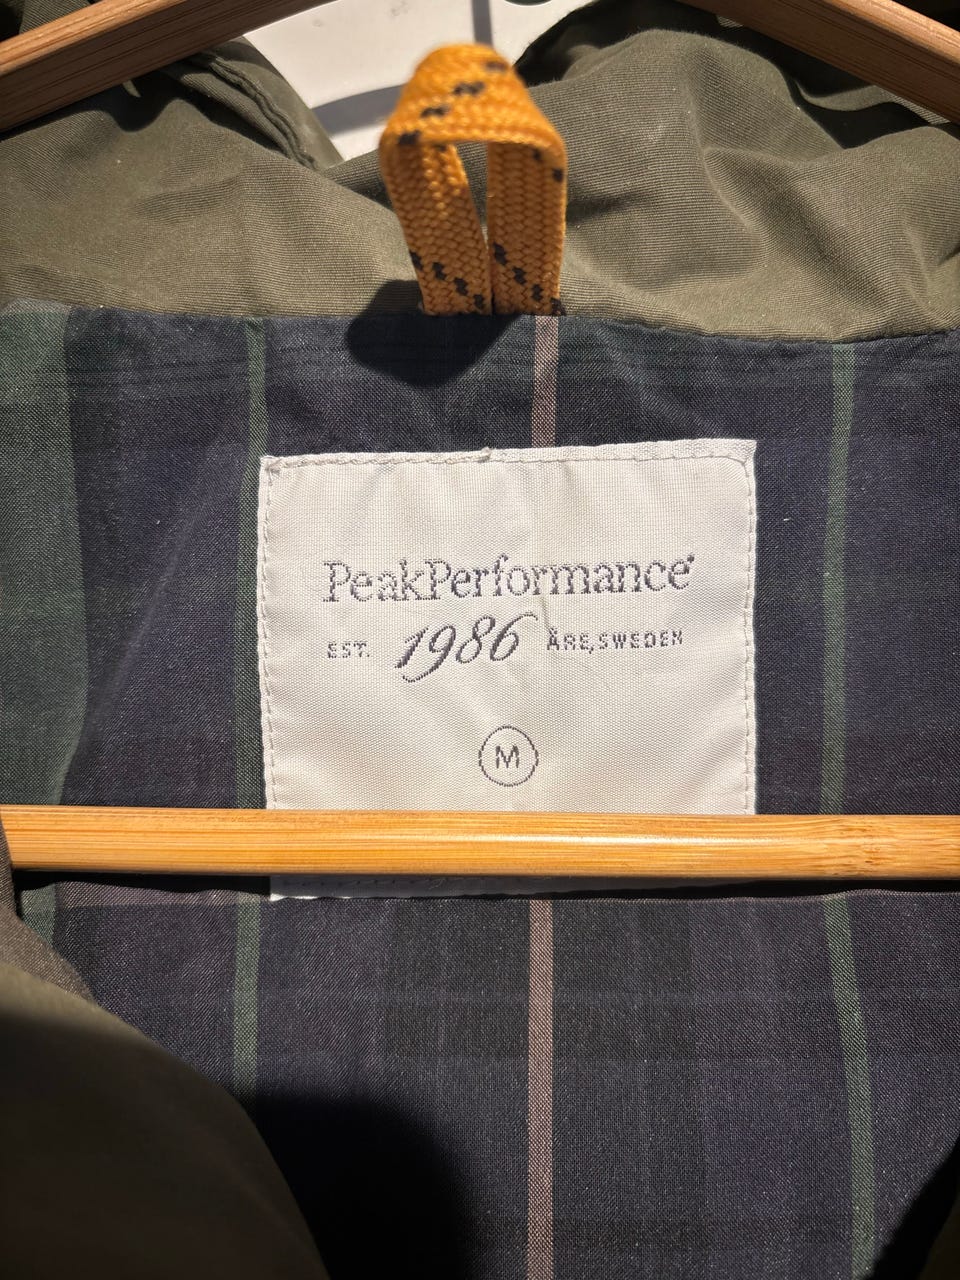 PeakPerformance
EST. 1986 ÅRE, SWEDEN
M